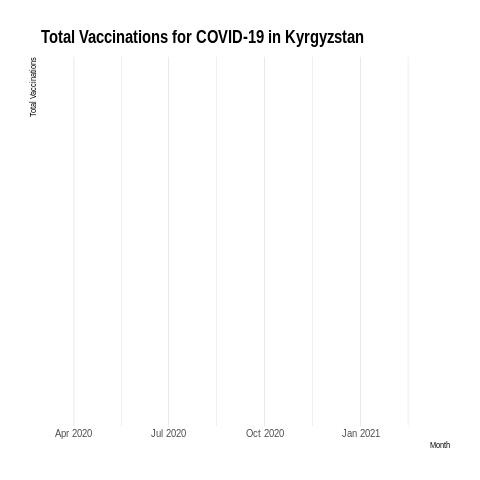 Total Vaccinations for COVID-19 in Kyrgyzstan
Total Vaccinations
Apr 2020
Jul 2020
Oct 2020
Jan 2021
Month